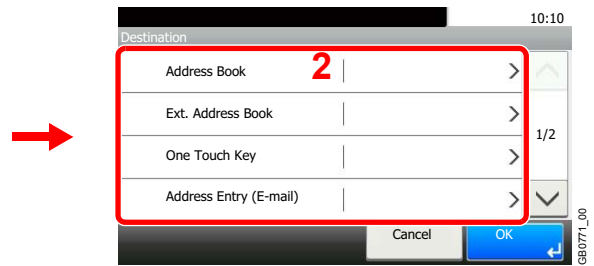 10:10
Destination
Address Book 2
Ext. Address Book
One Touch Key
1/2
Address Entry (E-mail)
Cancel OK
GB0771_00